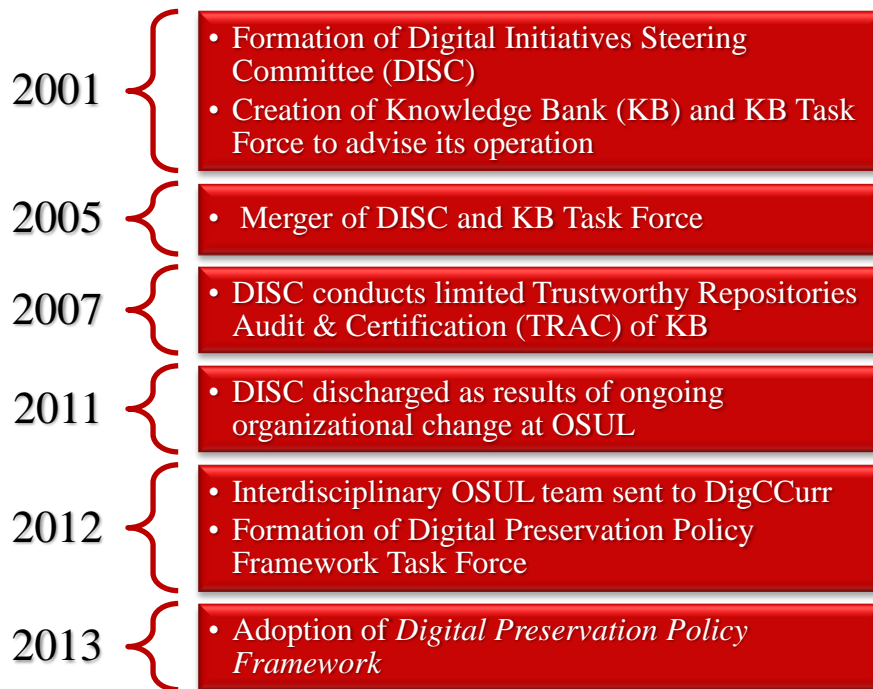 2001
• Formation of Digital Initiatives Steering
Committee (DISC)
• Creation of Knowledge Bank (KB) and KB Task
Force to advise its operation
2005
• Merger of DISC and KB Task Force
2007
• DISC conducts limited Trustworthy Repositories
Audit & Certification (TRAC) of KB
2011
• DISC discharged as results of ongoing
organizational change at OSUL
2012
• Interdisciplinary OSUL team sent to DigCCurr
• Formation of Digital Preservation Policy
Framework Task Force
2013
• Adoption of Digital Preservation Policy
Framework